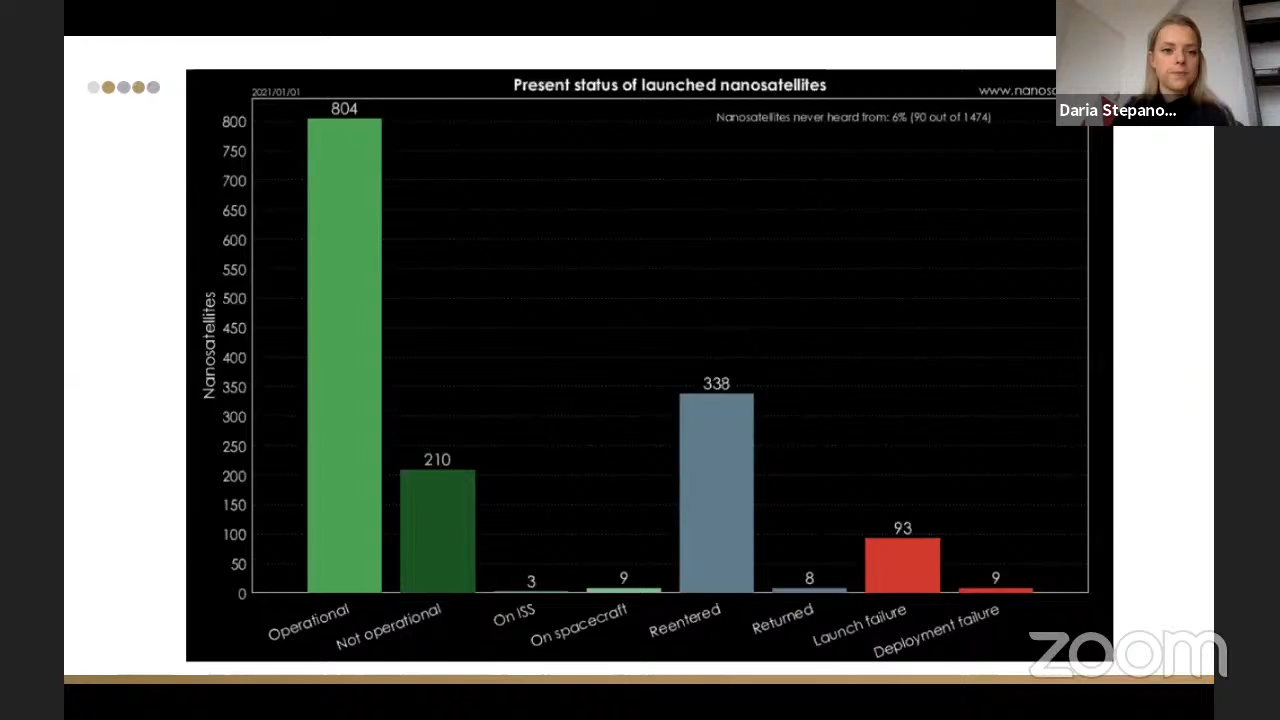 Present status of launched nanosatellites
2021/01/01
www.nanosa
Daria Stepano...
Nanosatellites never heard from: 6% (90 out of 1474)
Nanosatellites
800
750
700
650
600
550
500
450
400
350
300
250
200
150
100
50
0
804
210
3
9
338
8
93
9
Operational
Not operational
On ISS
On spacecraft
Reentered
Returned
Launch failure
Deployment failure
zoom